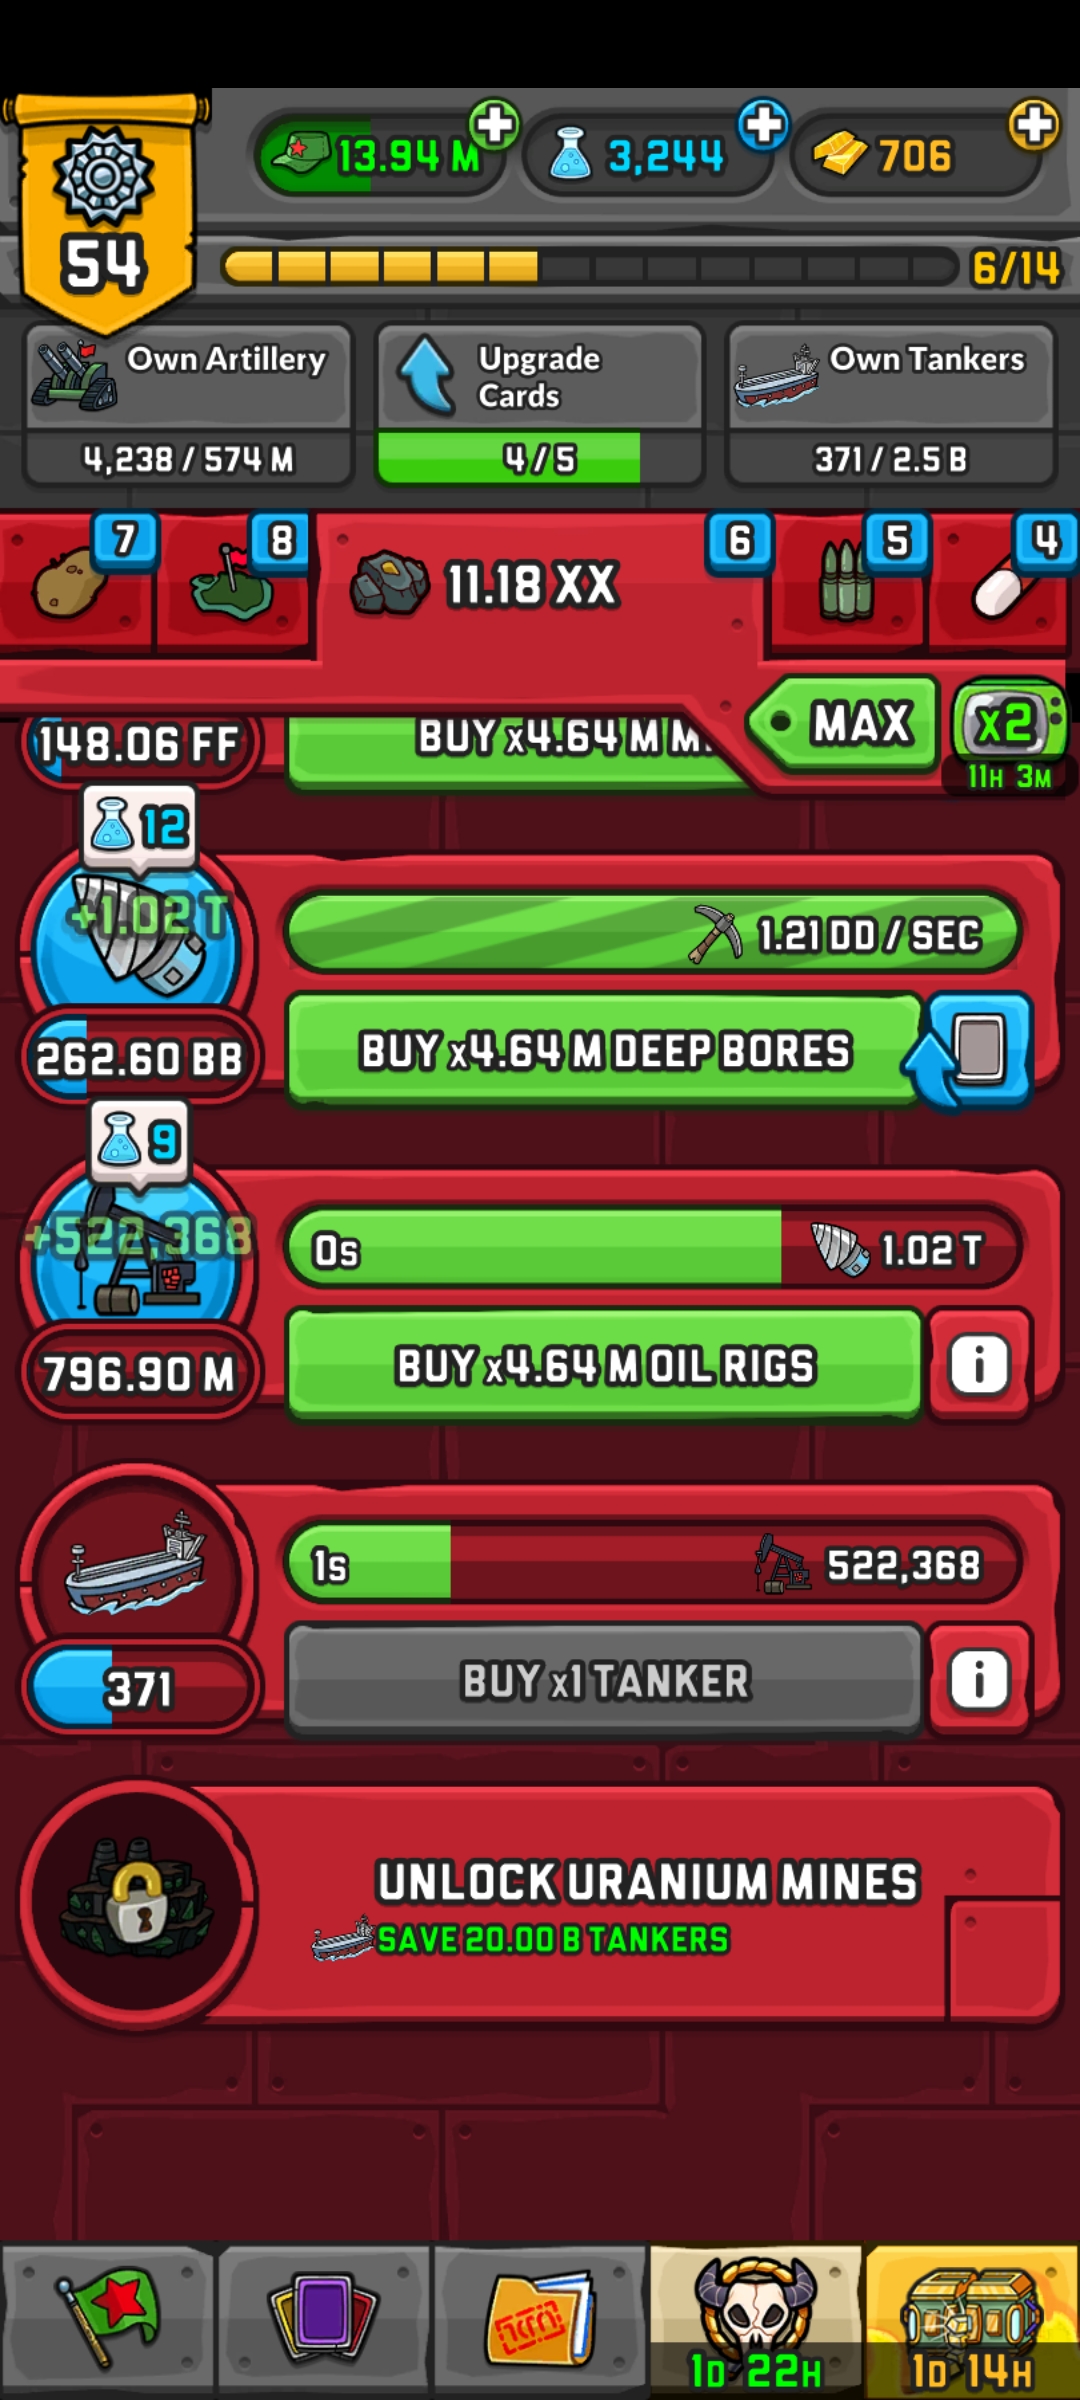 13.94 M
3,244
706
54
6/14
Own Artillery
4,238 / 574 M
Upgrade
Cards
4 / 5
Own Tankers
371 / 2.5 B
7
8
11.18 XX
6
5
4
MAX
x2
11H 3M
148.06 FF
BUY x4.64 M M
12
+1.02 T
1.21 DD / SEC
262.60 BB
BUY x4.64 M DEEP BORES
9
+522,368
0s
1.02 T
796.90 M
BUY x4.64 M OIL RIGS
i
1s
522,368
371
BUY x1 TANKER
i
UNLOCK URANIUM MINES
SAVE 20.00 B TANKERS
1D 22H
1D 14H